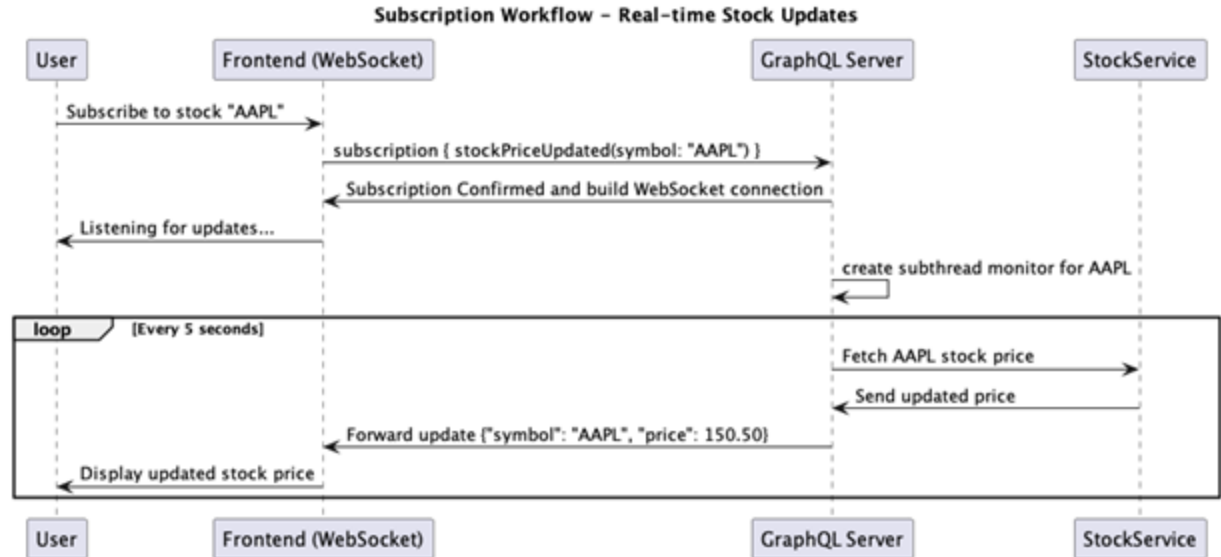 Subscription Workflow - Real-time Stock Updates
User
Frontend (WebSocket)
GraphQL Server
StockService
Subscribe to stock "AAPL"
subscription { stockPriceUpdated(symbol: "AAPL") }
Subscription Confirmed and build WebSocket connection
Listening for updates...
create subthread monitor for AAPL
loop
[Every 5 seconds]
Fetch AAPL stock price
Send updated price
Forward update {"symbol": "AAPL", "price": 150.50}
Display updated stock price
User
Frontend (WebSocket)
GraphQL Server
StockService